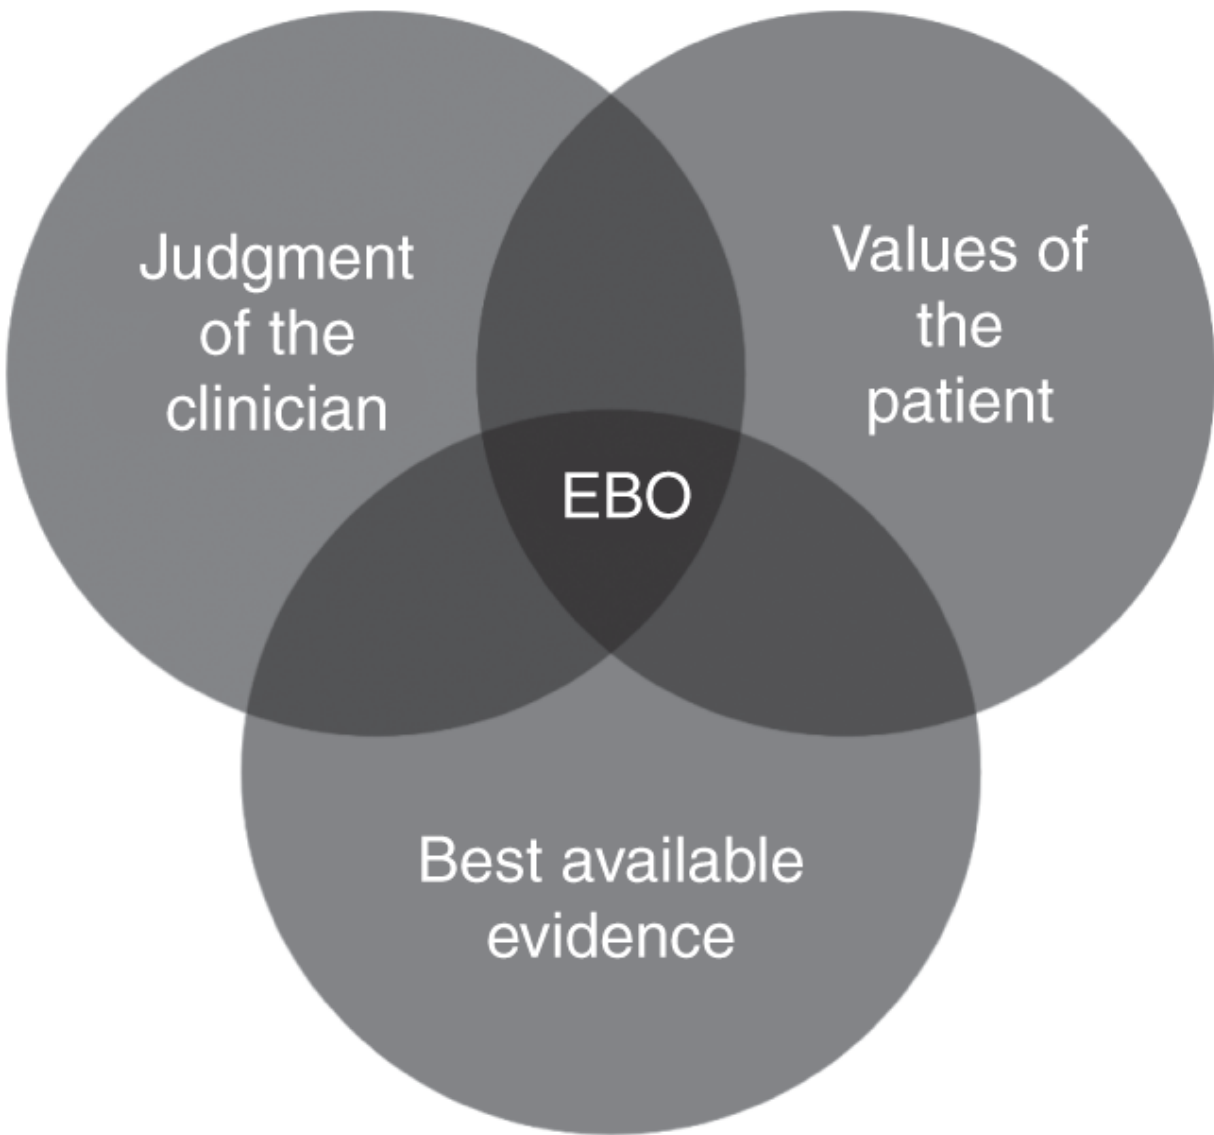 Judgment
of the
clinician
Values of
the
patient
EBO
Best available
evidence